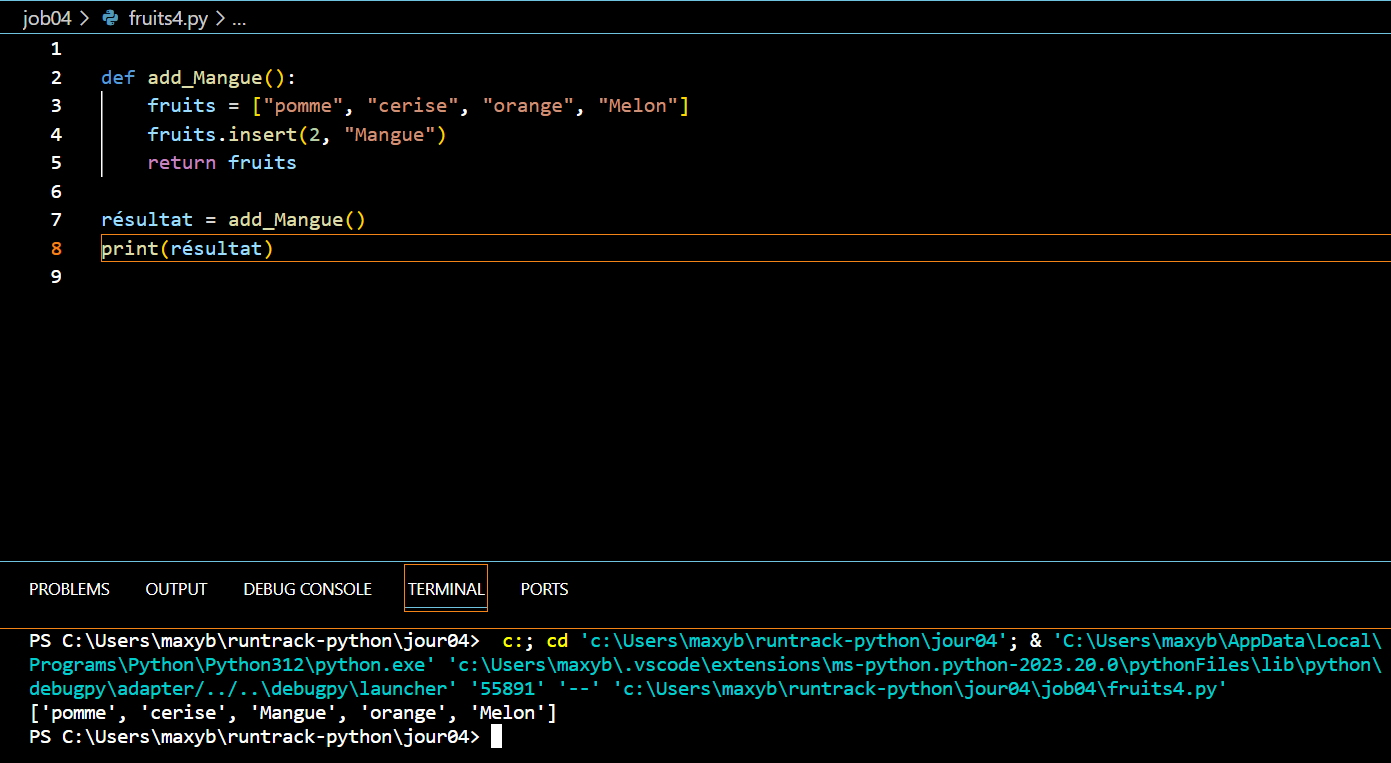 job04 > fruits4.py > ...
1
2 def add_Mangue():
3     fruits = ["pomme", "cerise", "orange", "Melon"]
4     fruits.insert(2, "Mangue")
5     return fruits
6
7 résultat = add_Mangue()
8 print(résultat)
9
PROBLEMS OUTPUT DEBUG CONSOLE TERMINAL PORTS
PS C:\Users\maxyb\runtrack-python\jour04>  c:; cd 'c:\Users\maxyb\runtrack-python\jour04'; & 'C:\Users\maxyb\AppData\Local\
Programs\Python\Python312\python.exe' 'c:\Users\maxyb\.vscode\extensions\ms-python.python-2023.20.0\pythonFiles\lib\python\
debugpy\adapter/../..\debugpy\launcher' '55891' '--' 'c:\Users\maxyb\runtrack-python\jour04\job04\fruits4.py'
['pomme', 'cerise', 'Mangue', 'orange', 'Melon']
PS C:\Users\maxyb\runtrack-python\jour04>